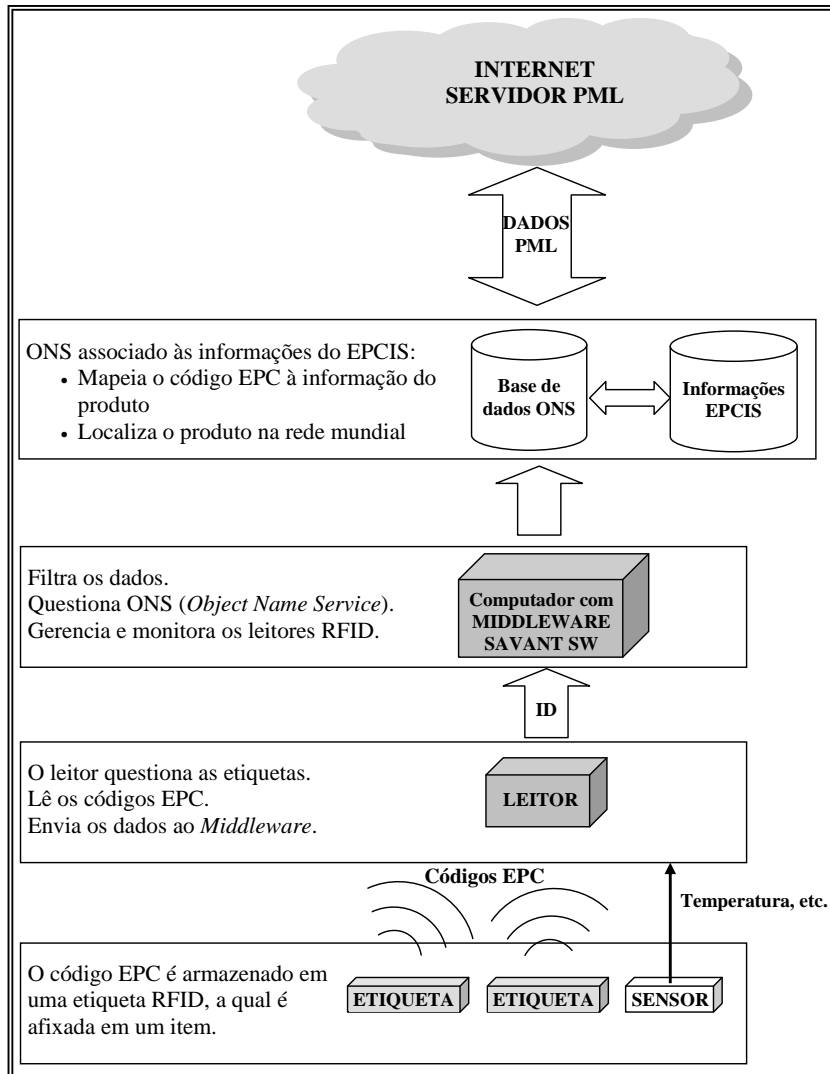 INTERNET
SERVIDOR PML
DADOS
PML
ONS associado às informações do EPCIS:
• Mapeia o código EPC à informação do
produto
• Localiza o produto na rede mundial
Base de
dados ONS
Informações
EPCIS
Filtra os dados.
Questiona ONS (Object Name Service).
Gerencia e monitora os leitores RFID.
Computador com
MIDDLEWARE
SAVANT SW
ID
O leitor questiona as etiquetas.
Lê os códigos EPC.
Envia os dados ao Middleware.
LEITOR
Códigos EPC
Temperatura, etc.
O código EPC é armazenado em
uma etiqueta RFID, a qual é
afixada em um item.
ETIQUETA
ETIQUETA
SENSOR